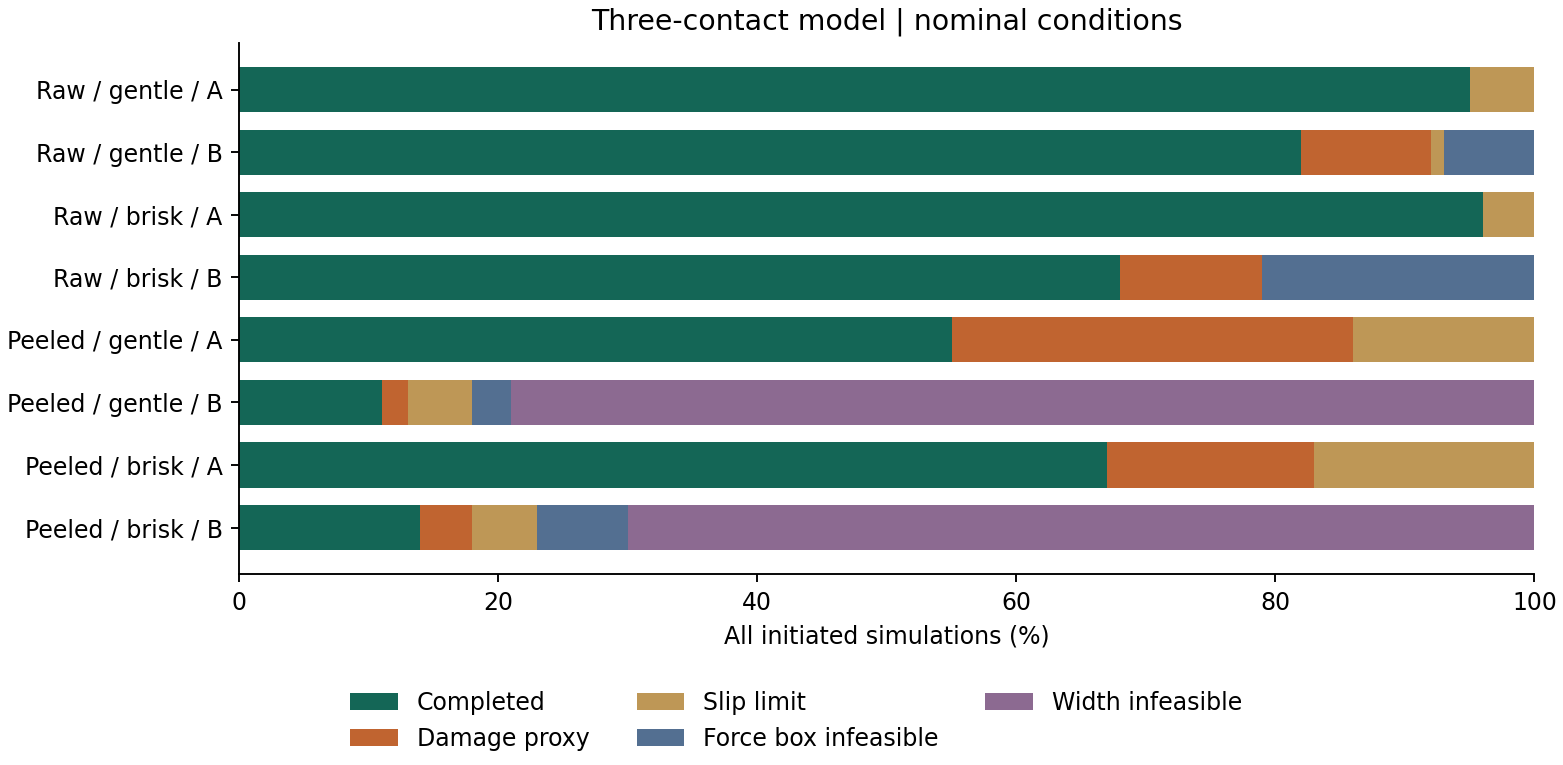 Three-contact model | nominal conditions
Raw / gentle / A
Raw / gentle / B
Raw / brisk / A
Raw / brisk / B
Peeled / gentle / A
Peeled / gentle / B
Peeled / brisk / A
Peeled / brisk / B
0 20 40 60 80 100
All initiated simulations (%)
Completed Slip limit Width infeasible
Damage proxy Force box infeasible